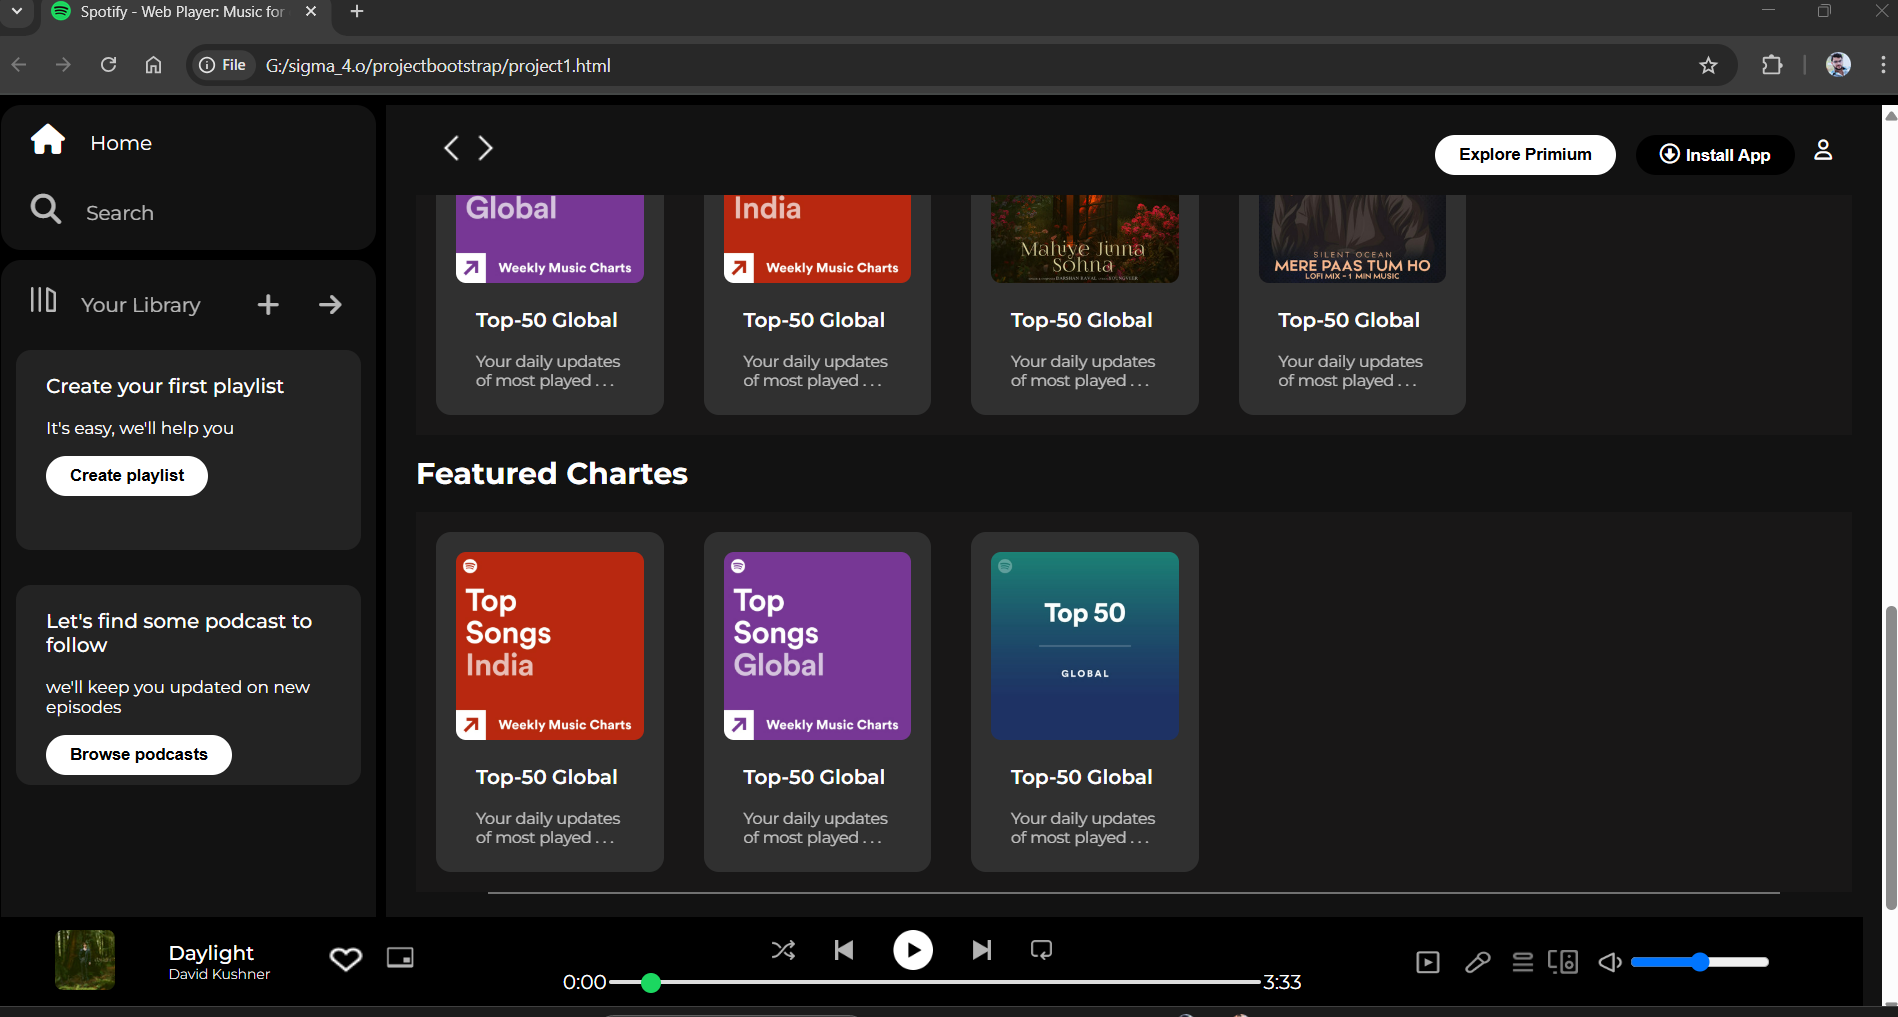 Spotify - Web Player: Music for
File
G:/sigma_4.o/projectbootstrap/project1.html
Home
Search
Your Library
Create your first playlist
It's easy, we'll help you
Create playlist
Let's find some podcast to
follow
we'll keep you updated on new
episodes
Browse podcasts
Explore Primium
Install App
Global
Weekly Music Charts
India
Weekly Music Charts
Mahiye Jinna
Sohna
SILENT OCEAN
MERE PAAS TUM HO
LOFI MIX - 1 MIN MUSIC
Top-50 Global
Your daily updates
of most played . . .
Top-50 Global
Your daily updates
of most played . . .
Top-50 Global
Your daily updates
of most played . . .
Top-50 Global
Your daily updates
of most played . . .
Featured Chartes
Top
Songs
India
Weekly Music Charts
Top
Songs
Global
Weekly Music Charts
Top 50
GLOBAL
Top-50 Global
Your daily updates
of most played . . .
Top-50 Global
Your daily updates
of most played . . .
Top-50 Global
Your daily updates
of most played . . .
Daylight
David Kushner
0:00
3:33